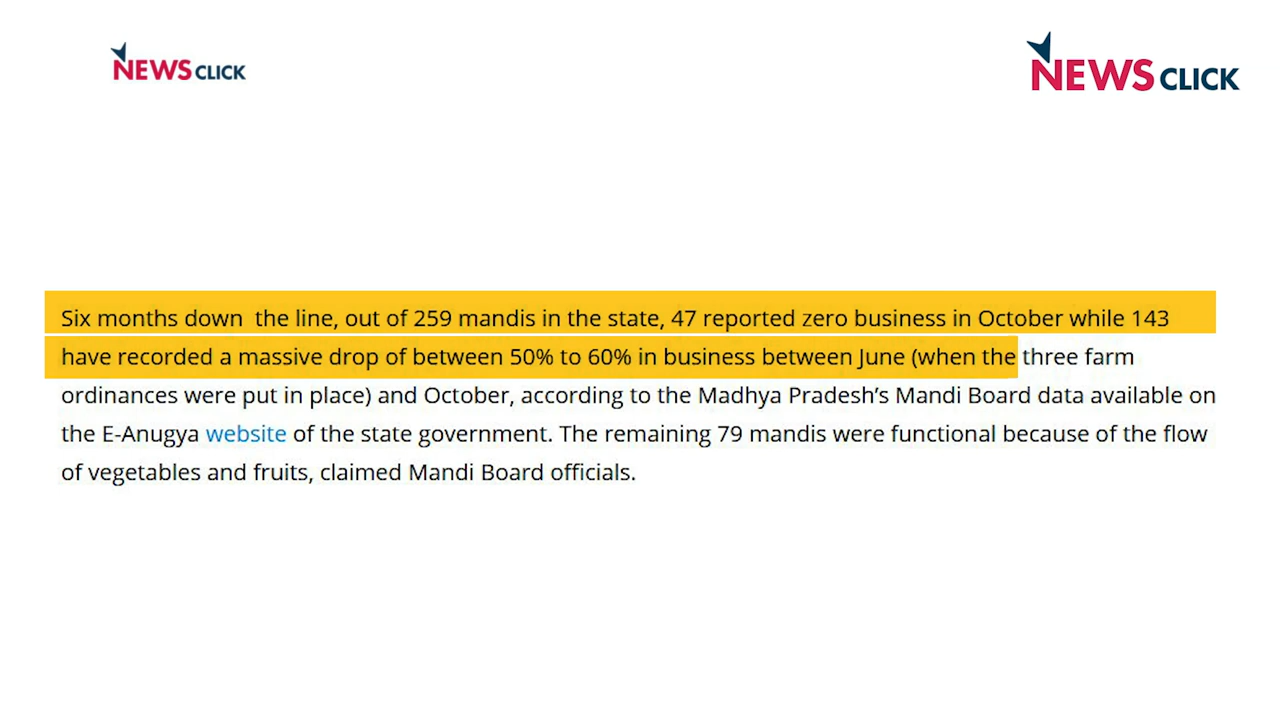 NEWS CLICK
NEWS CLICK
Six months down the line, out of 259 mandis in the state, 47 reported zero business in October while 143
have recorded a massive drop of between 50% to 60% in business between June (when the three farm
ordinances were put in place) and October, according to the Madhya Pradesh’s Mandi Board data available on
the E-Anugya website of the state government. The remaining 79 mandis were functional because of the flow
of vegetables and fruits, claimed Mandi Board officials.